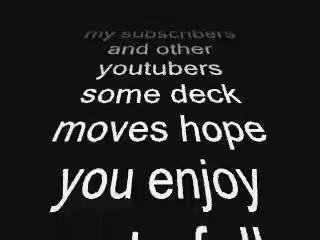 my subscribers
and other
youtubers
some deck
moves hope
you enjoy